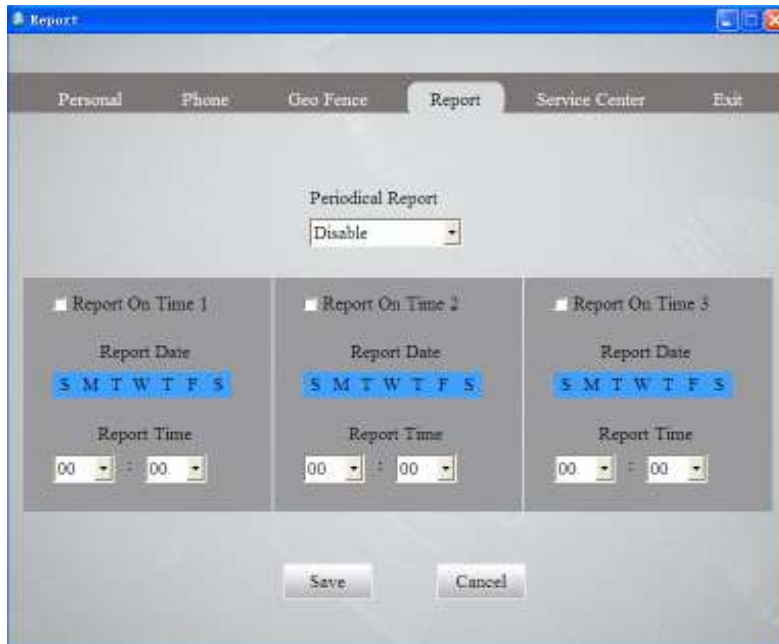 Report
Personal Phone Geo Fence Report Service Center Exit
Periodical Report
Disable
Report On Time 1 Report On Time 2 Report On Time 3
Report Date Report Date Report Date
S M T W T F S S M T W T F S S M T W T F S
Report Time Report Time Report Time
00 : 00 00 : 00 00 : 00
Save Cancel